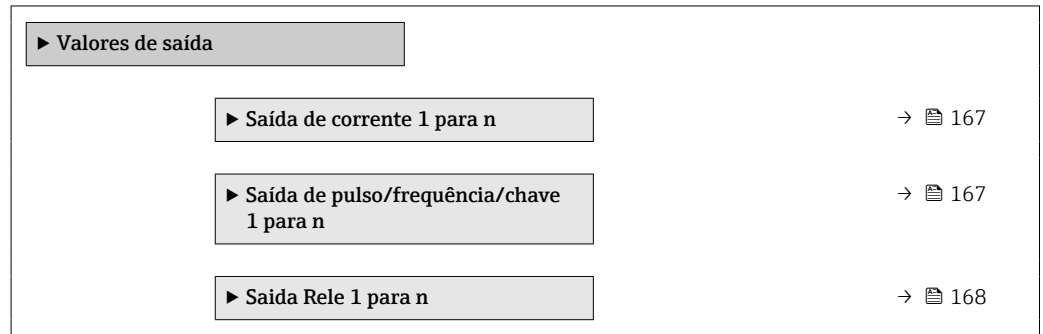 ▶ Valores de saída
▶ Saída de corrente 1 para n → 167
▶ Saída de pulso/frequência/chave → 167
1 para n
▶ Saida Rele 1 para n → 168